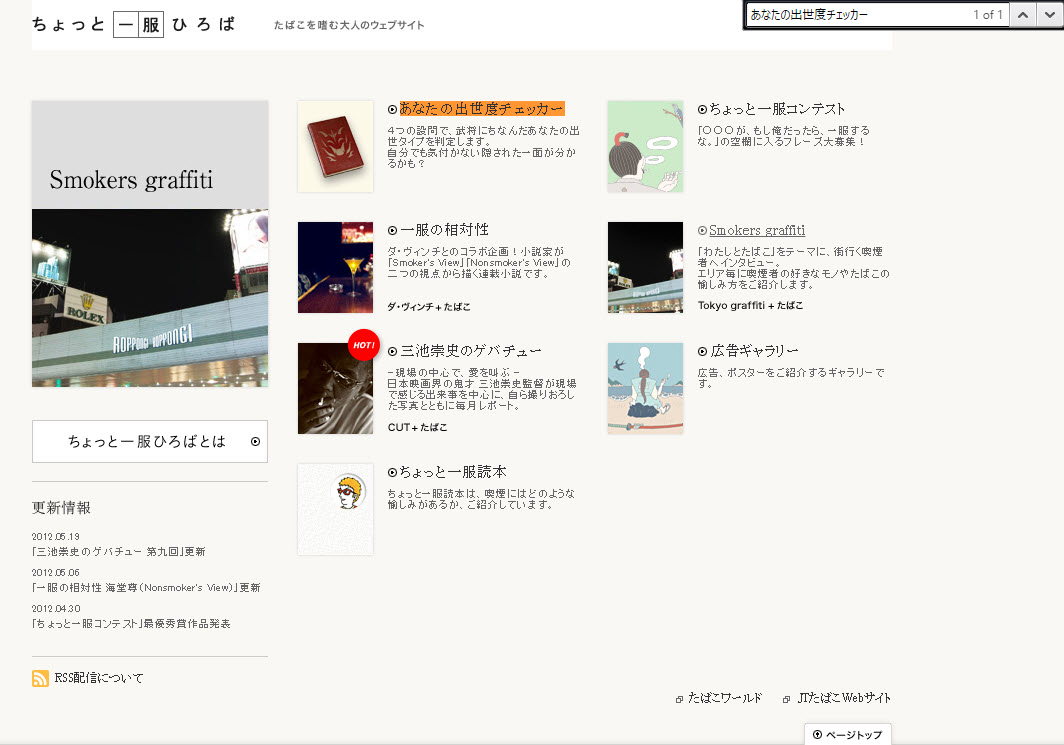 ちょっと一服ひろば
たばこを嗜む大人のウェブサイト
あなたの出世度チェッカー
1 of 1
Smokers graffiti
ROLEX
ROPPONGI ROPPONGI
ちょっと一服ひろばとは
更新情報
2012.05.19
「三池崇史のゲバチュー 第九回」更新
2012.05.06
「一服の相対性 海堂尊（Nonsmoker's View）」更新
2012.04.30
「ちょっと一服コンテスト」最優秀賞作品発表
RSS配信について
あなたの出世度チェッカー
4つの設問で、武将にちなんだあなたの出
世タイプを判定します。
自分でも気付かない隠された一面が分か
るかも？
ちょっと一服コンテスト
「○○○が、もし俺だったら、一服する
な。」の空欄に入るフレーズ大募集！
一服の相対性
ダ・ヴィンチとのコラボ企画！小説家が
「Smoker's View」「Nonsmoker's View」の
二つの視点から描く連載小説です。
ダ・ヴィンチ+たばこ
Smokers graffiti
「わたしとたばこ」をテーマに、街行く喫煙
者へインタビュー。
エリア毎に喫煙者の好きなモノやたばこの
愉しみ方をご紹介します。
Tokyo graffiti + たばこ
HOT!
三池崇史のゲバチュー
－現場の中心で、愛を叫ぶ－
日本映画界の鬼才 三池崇史監督が現場
で感じる出来事を中心に、自ら撮りおろし
た写真とともに毎月レポート。
CUT+たばこ
広告ギャラリー
広告、ポスターをご紹介するギャラリーで
す。
ちょっと一服読本
ちょっと一服読本は、喫煙にはどのような
愉しみがあるか、ご紹介しています。
たばこワールド
JTたばこWebサイト
ページトップ